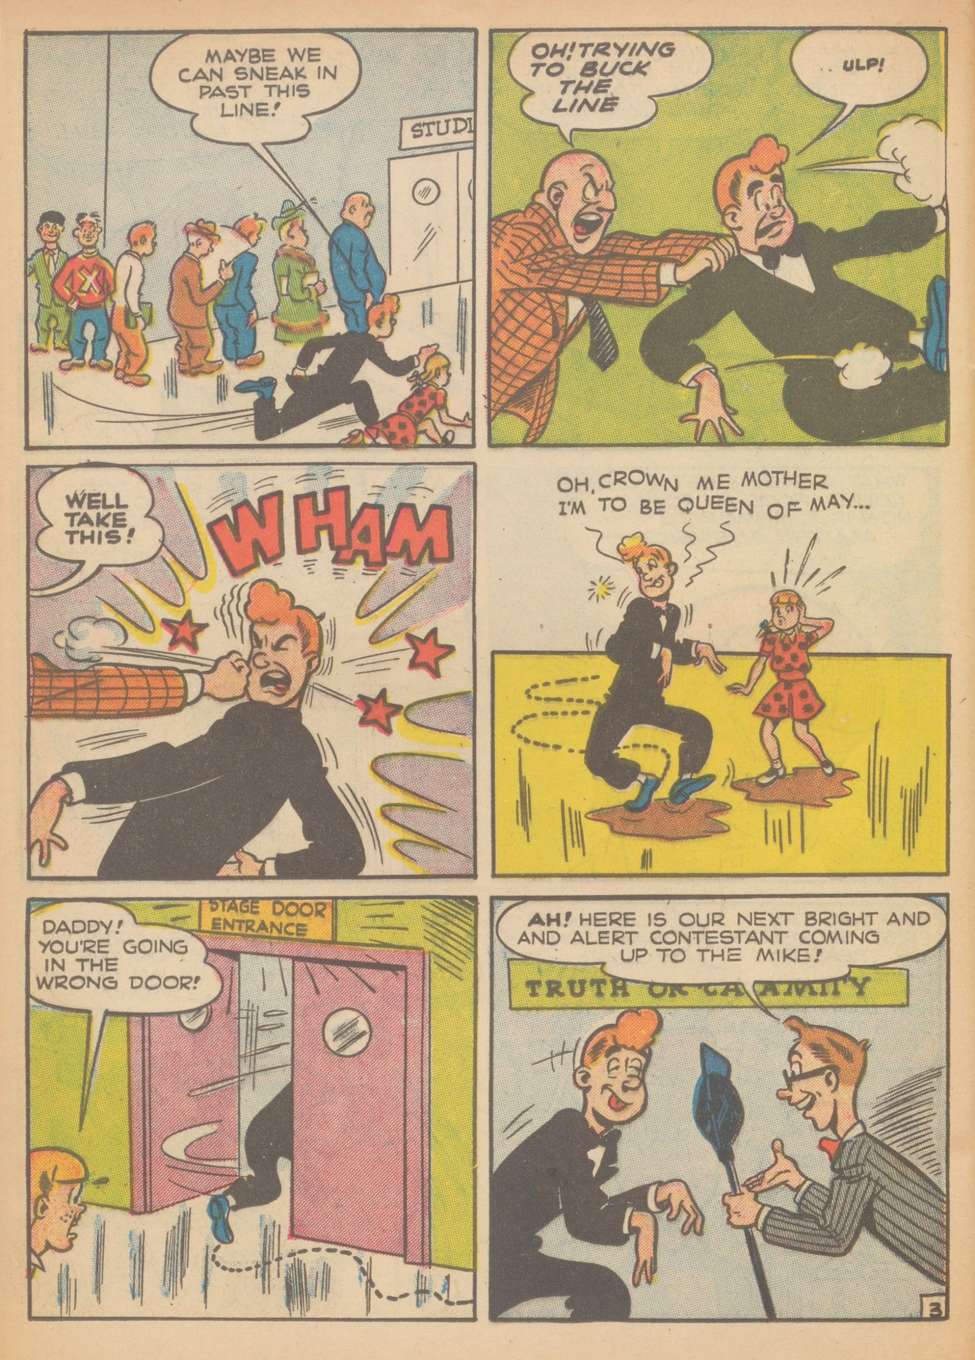 MAYBE WE
CAN SNEAK IN
PAST THIS
LINE!
STUDI
X
OH! TRYING
TO BUCK
THE
LINE
.. ULP!
WELL
TAKE
THIS!
WHAM
OH, CROWN ME MOTHER
I'M TO BE QUEEN OF MAY...
STAGE DOOR
ENTRANCE
DADDY!
YOU'RE GOING
IN THE
WRONG DOOR!
AH! HERE IS OUR NEXT BRIGHT AND
AND ALERT CONTESTANT COMING
UP TO THE MIKE!
TRUTH OR CALAMITY
3